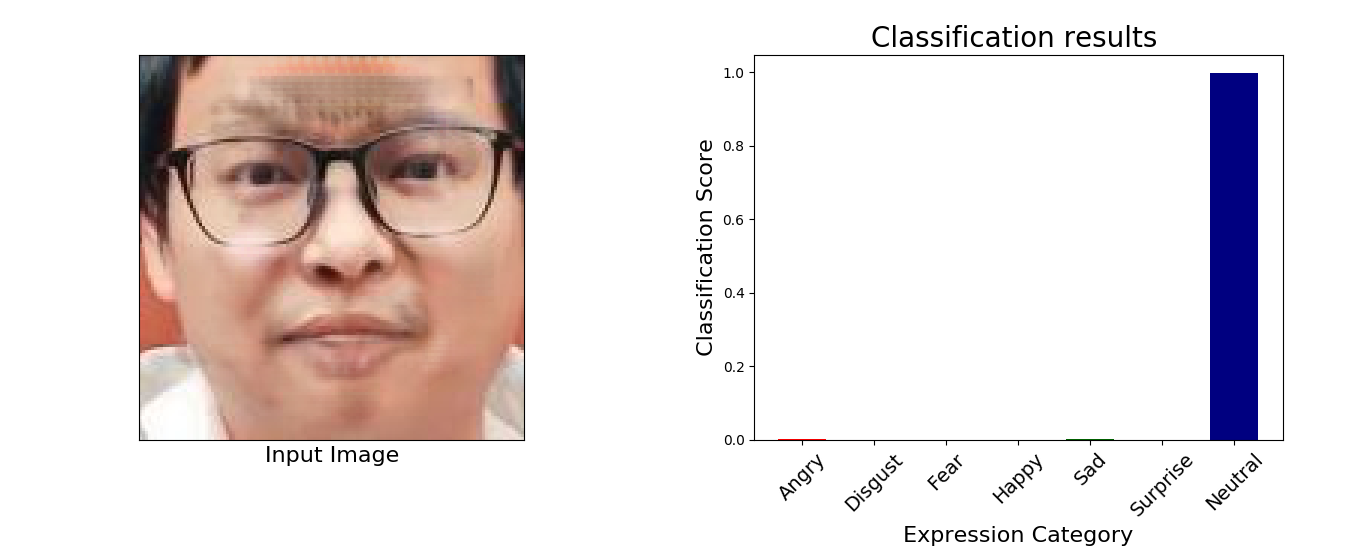 Classification results
1.0
0.8
0.6
0.4
0.2
0.0
Classification Score
Angry
Disgust
Fear
Happy
Sad
Surprise
Neutral
Expression Category
Input Image